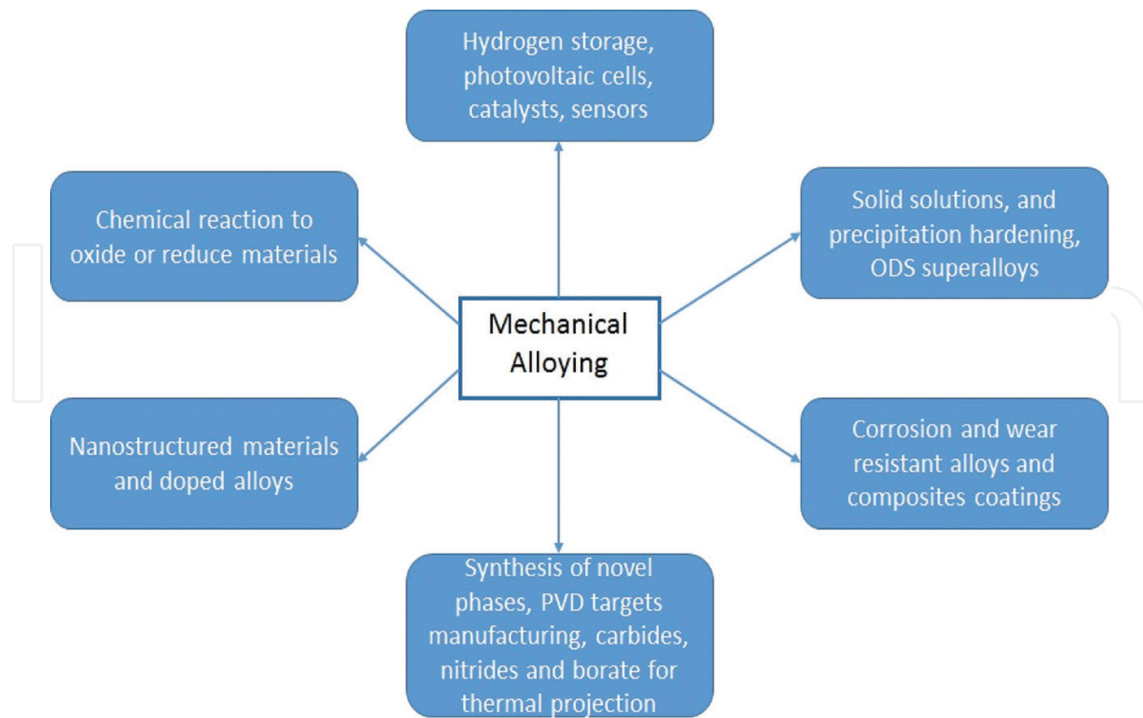 Hydrogen storage,
photovoltaic cells,
catalysts, sensors
Chemical reaction to
oxide or reduce materials
Solid solutions, and
precipitation hardening,
ODS superalloys
Mechanical
Alloying
Nanostructured materials
and doped alloys
Corrosion and wear
resistant alloys and
composites coatings
Synthesis of novel
phases, PVD targets
manufacturing, carbides,
nitrides and borate for
thermal projection